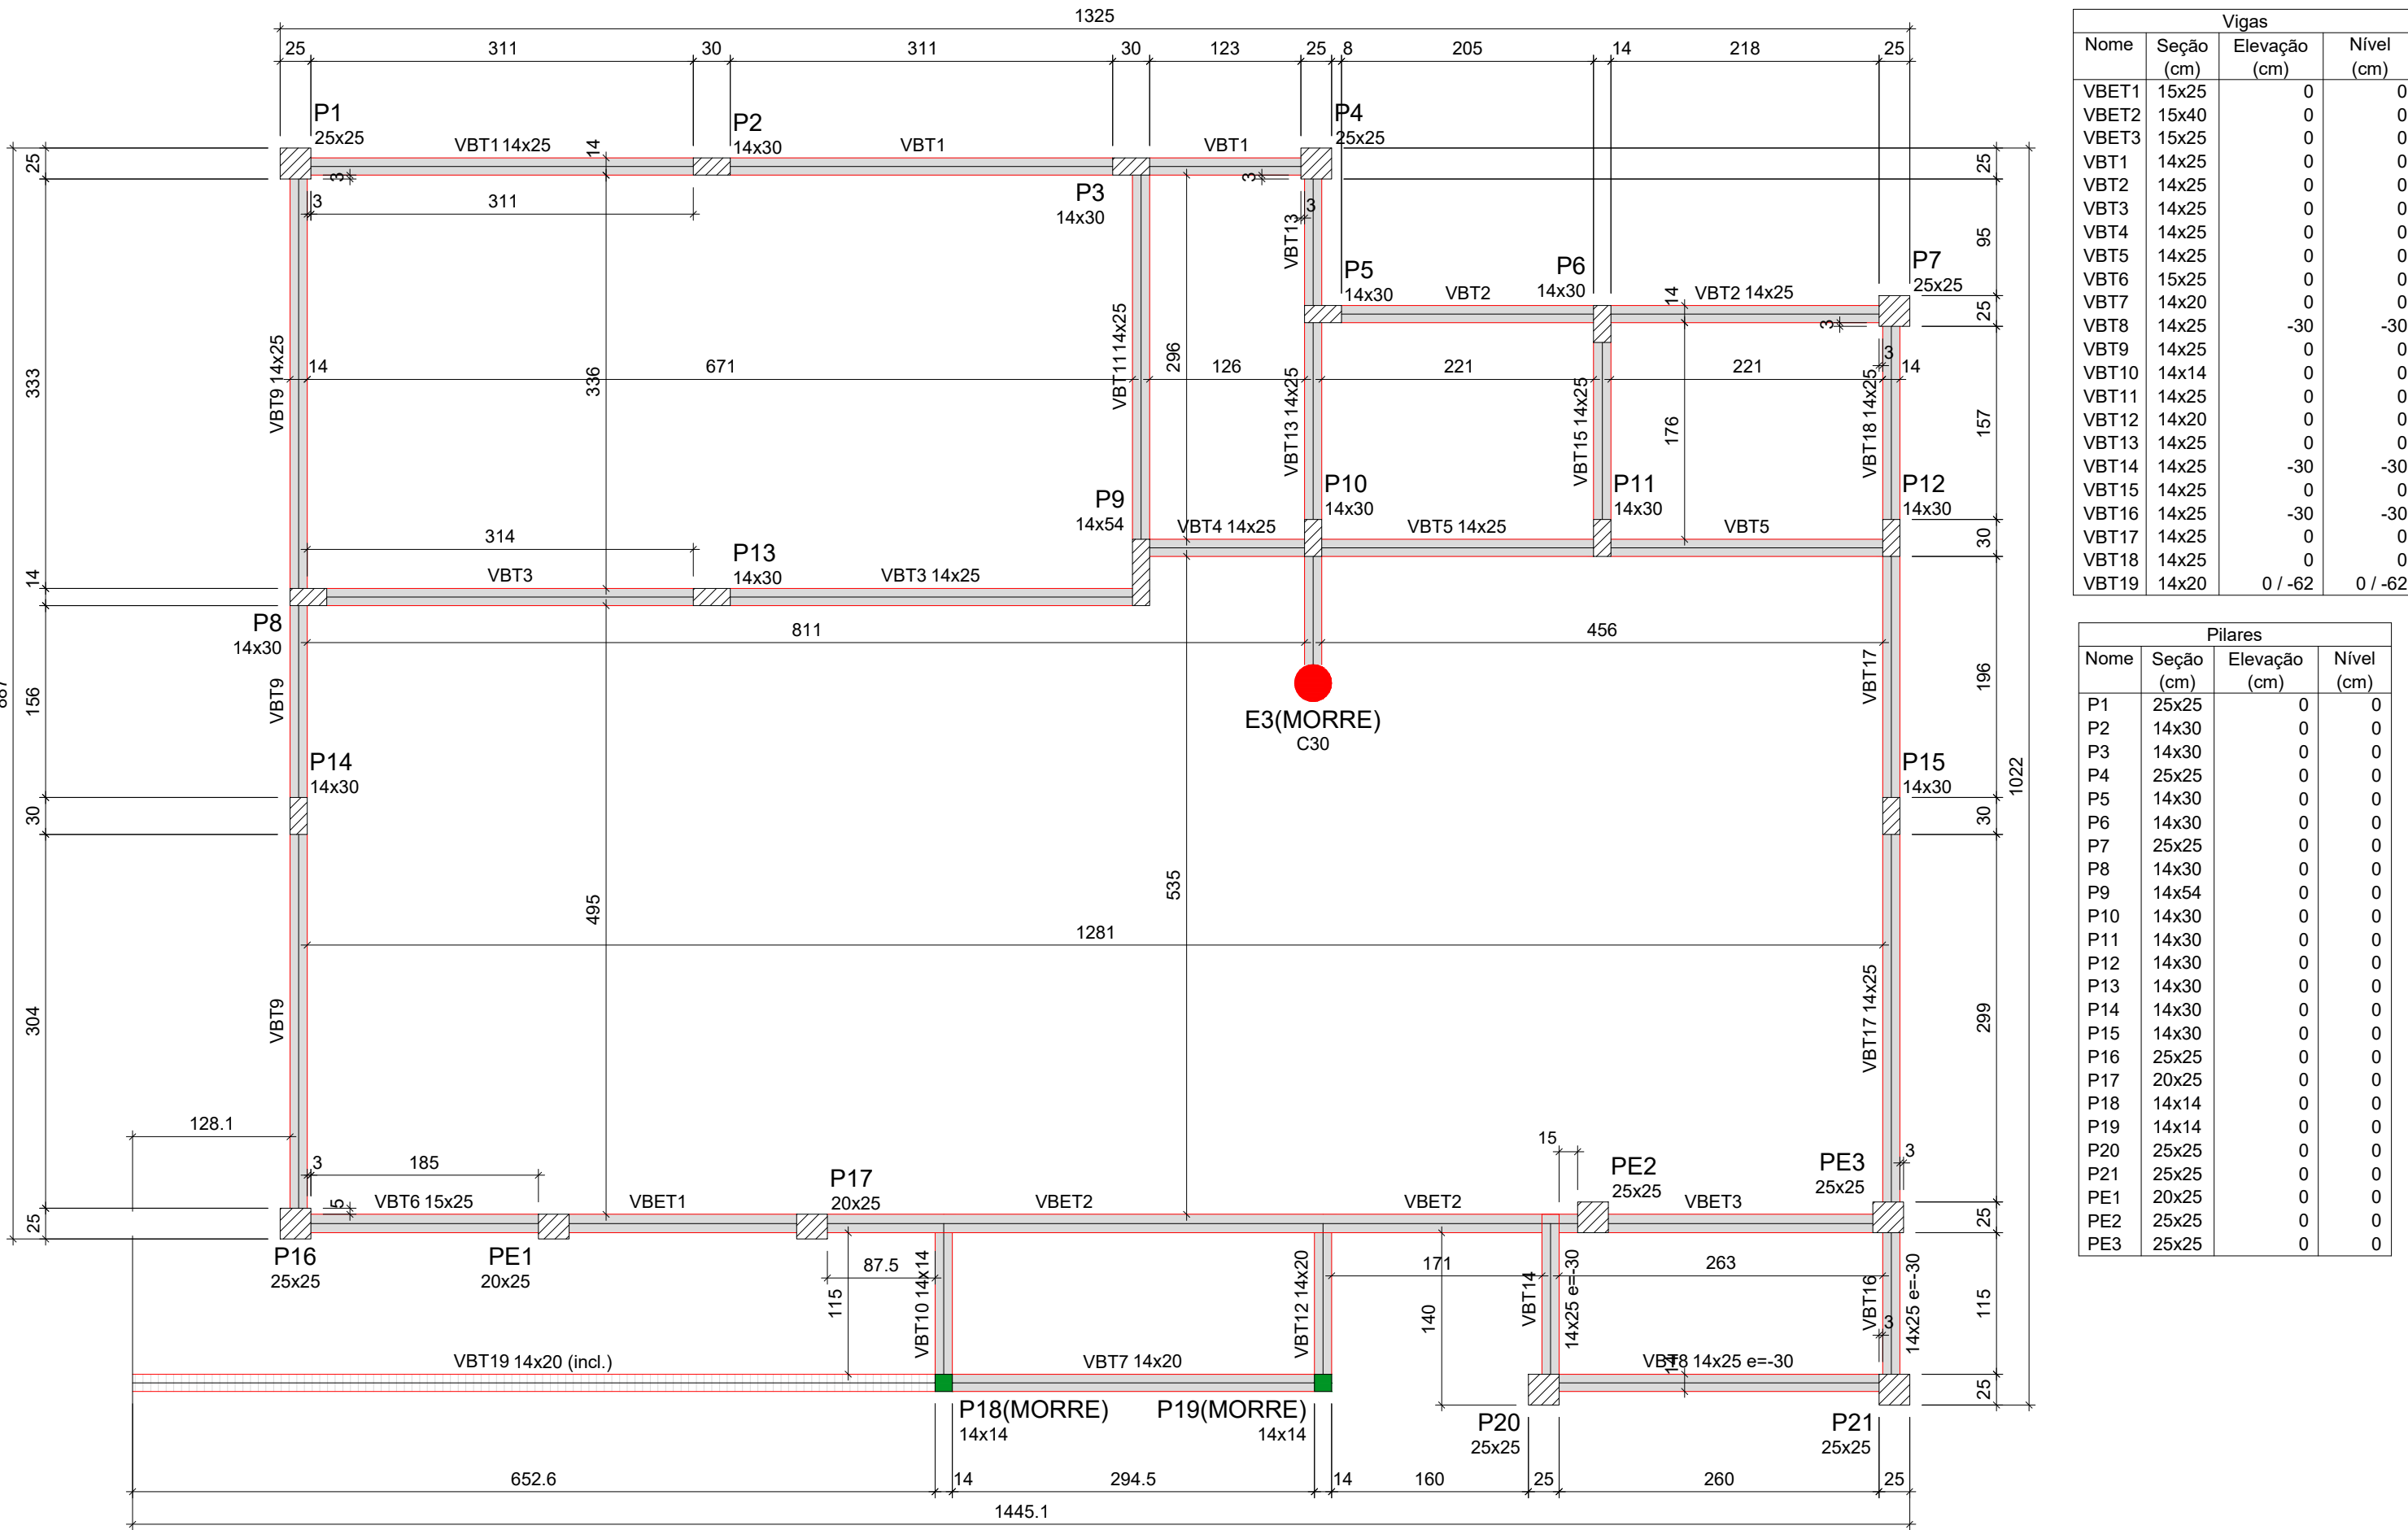 1325
25 311 30 311 30 123 25 8 205 14 218 25
P1
25x25
VBT1 14x25
14
P2
14x30
VBT1
VBT1
P4
25x25
3
3
311
P3
14x30
3
3
VBT13
P5
14x30
VBT2
P6
14x30
14
VBT2 14x25
P7
25x25
3
3
25
333
14
156
30
304
25
VBT9 14x25
14
671
336
VBT11 14x25
296
126
VBT13 14x25
221
VBT15 14x25
221
176
VBT18 14x25
14
25
95
25
157
30
196
30
299
25
115
25
1022
P9
14x54
P10
14x30
P11
14x30
P12
14x30
VBT4 14x25
VBT5 14x25
VBT5
314
VBT3
P13
14x30
VBT3 14x25
P8
14x30
811
456
VBT9
VBT17
E3(MORRE)
C30
P14
14x30
P15
14x30
495
535
1281
VBT9
VBT17 14x25
128.1
3
185
5
VBT6 15x25
VBET1
P17
20x25
VBET2
VBET2
15
PE2
25x25
VBET3
PE3
25x25
3
P16
25x25
PE1
20x25
87.5
115
VBT10 14x14
VBT12 14x20
171
140
VBT14
14x25 e=-30
263
VBT16
14x25 e=-30
3
VBT19 14x20 (incl.)
VBT7 14x20
14
VBT8 14x25 e=-30
P18(MORRE)
14x14
P19(MORRE)
14x14
P20
25x25
P21
25x25
652.6 14 294.5 14 160 25 260 25
1445.1
Vigas
Nome Seção Elevação Nível
(cm) (cm) (cm)
VBET1 15x25 0 0
VBET2 15x40 0 0
VBET3 15x25 0 0
VBT1 14x25 0 0
VBT2 14x25 0 0
VBT3 14x25 0 0
VBT4 14x25 0 0
VBT5 14x25 0 0
VBT6 15x25 0 0
VBT7 14x20 0 0
VBT8 14x25 -30 -30
VBT9 14x25 0 0
VBT10 14x14 0 0
VBT11 14x25 0 0
VBT12 14x20 0 0
VBT13 14x25 0 0
VBT14 14x25 -30 -30
VBT15 14x25 0 0
VBT16 14x25 -30 -30
VBT17 14x25 0 0
VBT18 14x25 0 0
VBT19 14x20 0 / -62 0 / -62
Pilares
Nome Seção Elevação Nível
(cm) (cm) (cm)
P1 25x25 0 0
P2 14x30 0 0
P3 14x30 0 0
P4 25x25 0 0
P5 14x30 0 0
P6 14x30 0 0
P7 25x25 0 0
P8 14x30 0 0
P9 14x54 0 0
P10 14x30 0 0
P11 14x30 0 0
P12 14x30 0 0
P13 14x30 0 0
P14 14x30 0 0
P15 14x30 0 0
P16 25x25 0 0
P17 20x25 0 0
P18 14x14 0 0
P19 14x14 0 0
P20 25x25 0 0
P21 25x25 0 0
PE1 20x25 0 0
PE2 25x25 0 0
PE3 25x25 0 0